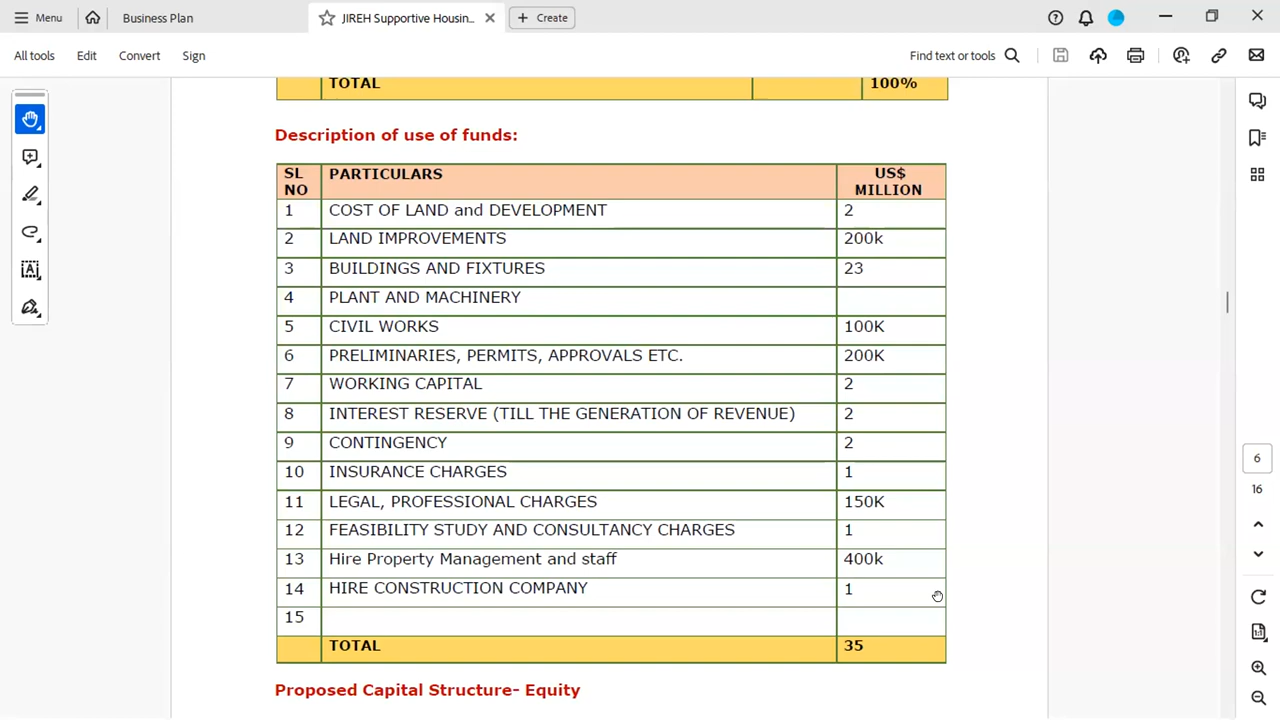 Menu
Business Plan
JIREH Supportive Housin...
Create
All tools
Edit
Convert
Sign
Find text or tools
TOTAL 100%
Description of use of funds:
SL NO PARTICULARS US$ MILLION
1 COST OF LAND and DEVELOPMENT 2
2 LAND IMPROVEMENTS 200k
3 BUILDINGS AND FIXTURES 23
4 PLANT AND MACHINERY
5 CIVIL WORKS 100K
6 PRELIMINARIES, PERMITS, APPROVALS ETC. 200K
7 WORKING CAPITAL 2
8 INTEREST RESERVE (TILL THE GENERATION OF REVENUE) 2
9 CONTINGENCY 2
10 INSURANCE CHARGES 1
11 LEGAL, PROFESSIONAL CHARGES 150K
12 FEASIBILITY STUDY AND CONSULTANCY CHARGES 1
13 Hire Property Management and staff 400k
14 HIRE CONSTRUCTION COMPANY 1
15
TOTAL 35
Proposed Capital Structure- Equity
6
16